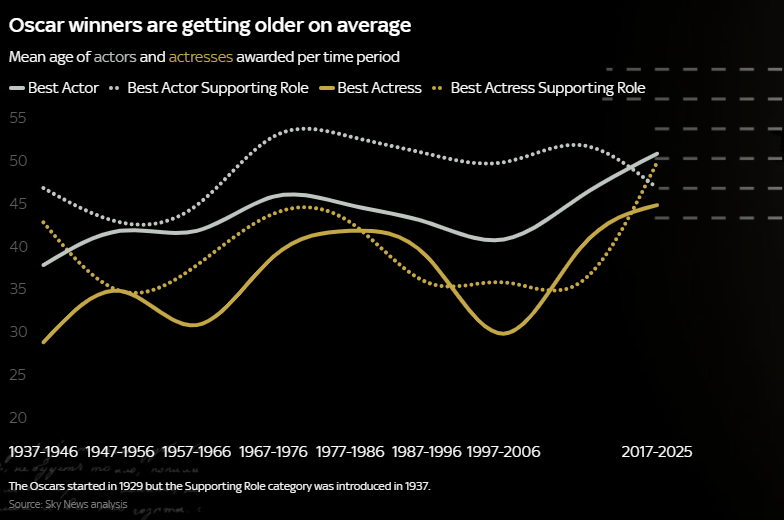 Oscar winners are getting older on average
Mean age of actors and actresses awarded per time period
Best Actor Best Actor Supporting Role Best Actress Best Actress Supporting Role
55
50
45
40
35
30
25
20
1937-1946 1947-1956 1957-1966 1967-1976 1977-1986 1987-1996 1997-2006 2017-2025
The Oscars started in 1929 but the Supporting Role category was introduced in 1937.
Source: Sky News analysis